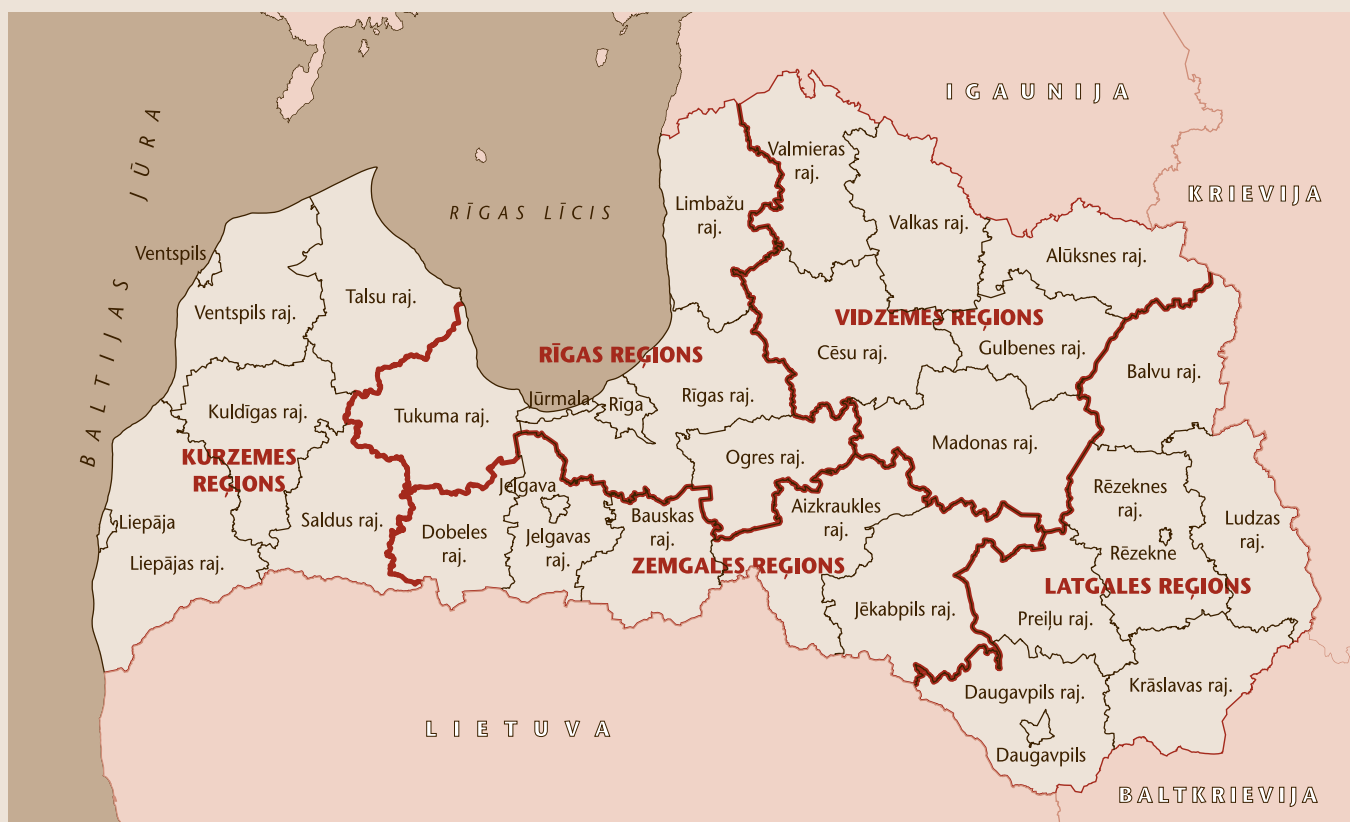 IGAUNIJA
BALTIJAS JŪRA
Valmieras
raj.
KRIEVIJA
Limbažu
raj.
RĪGAS LĪCIS
Valkas raj.
Ventspils
Alūksnes raj.
Talsu raj.
Ventspils raj.
VIDZEMES REĢIONS
Gulbenes raj.
Cēsu raj.
RĪGAS REĢIONS
Balvu raj.
Jūrmala
Rīga
Rīgas raj.
Kuldīgas raj.
Tukuma raj.
Madonas raj.
KURZEMES
REĢIONS
Ogres raj.
Jelgava
Rēzeknes
raj.
Aizkraukles
raj.
Liepāja
Saldus raj.
Bauskas
raj.
Ludzas
raj.
Dobeles
raj.
Jelgavas
raj.
Rēzekne
Liepājas raj.
ZEMGALES REĢIONS
LATGALES REĢIONS
Jēkabpils raj.
Preiļu raj.
Daugavpils raj.
Krāslavas raj.
LIETUVA
Daugavpils
BALTKRIEVIJA